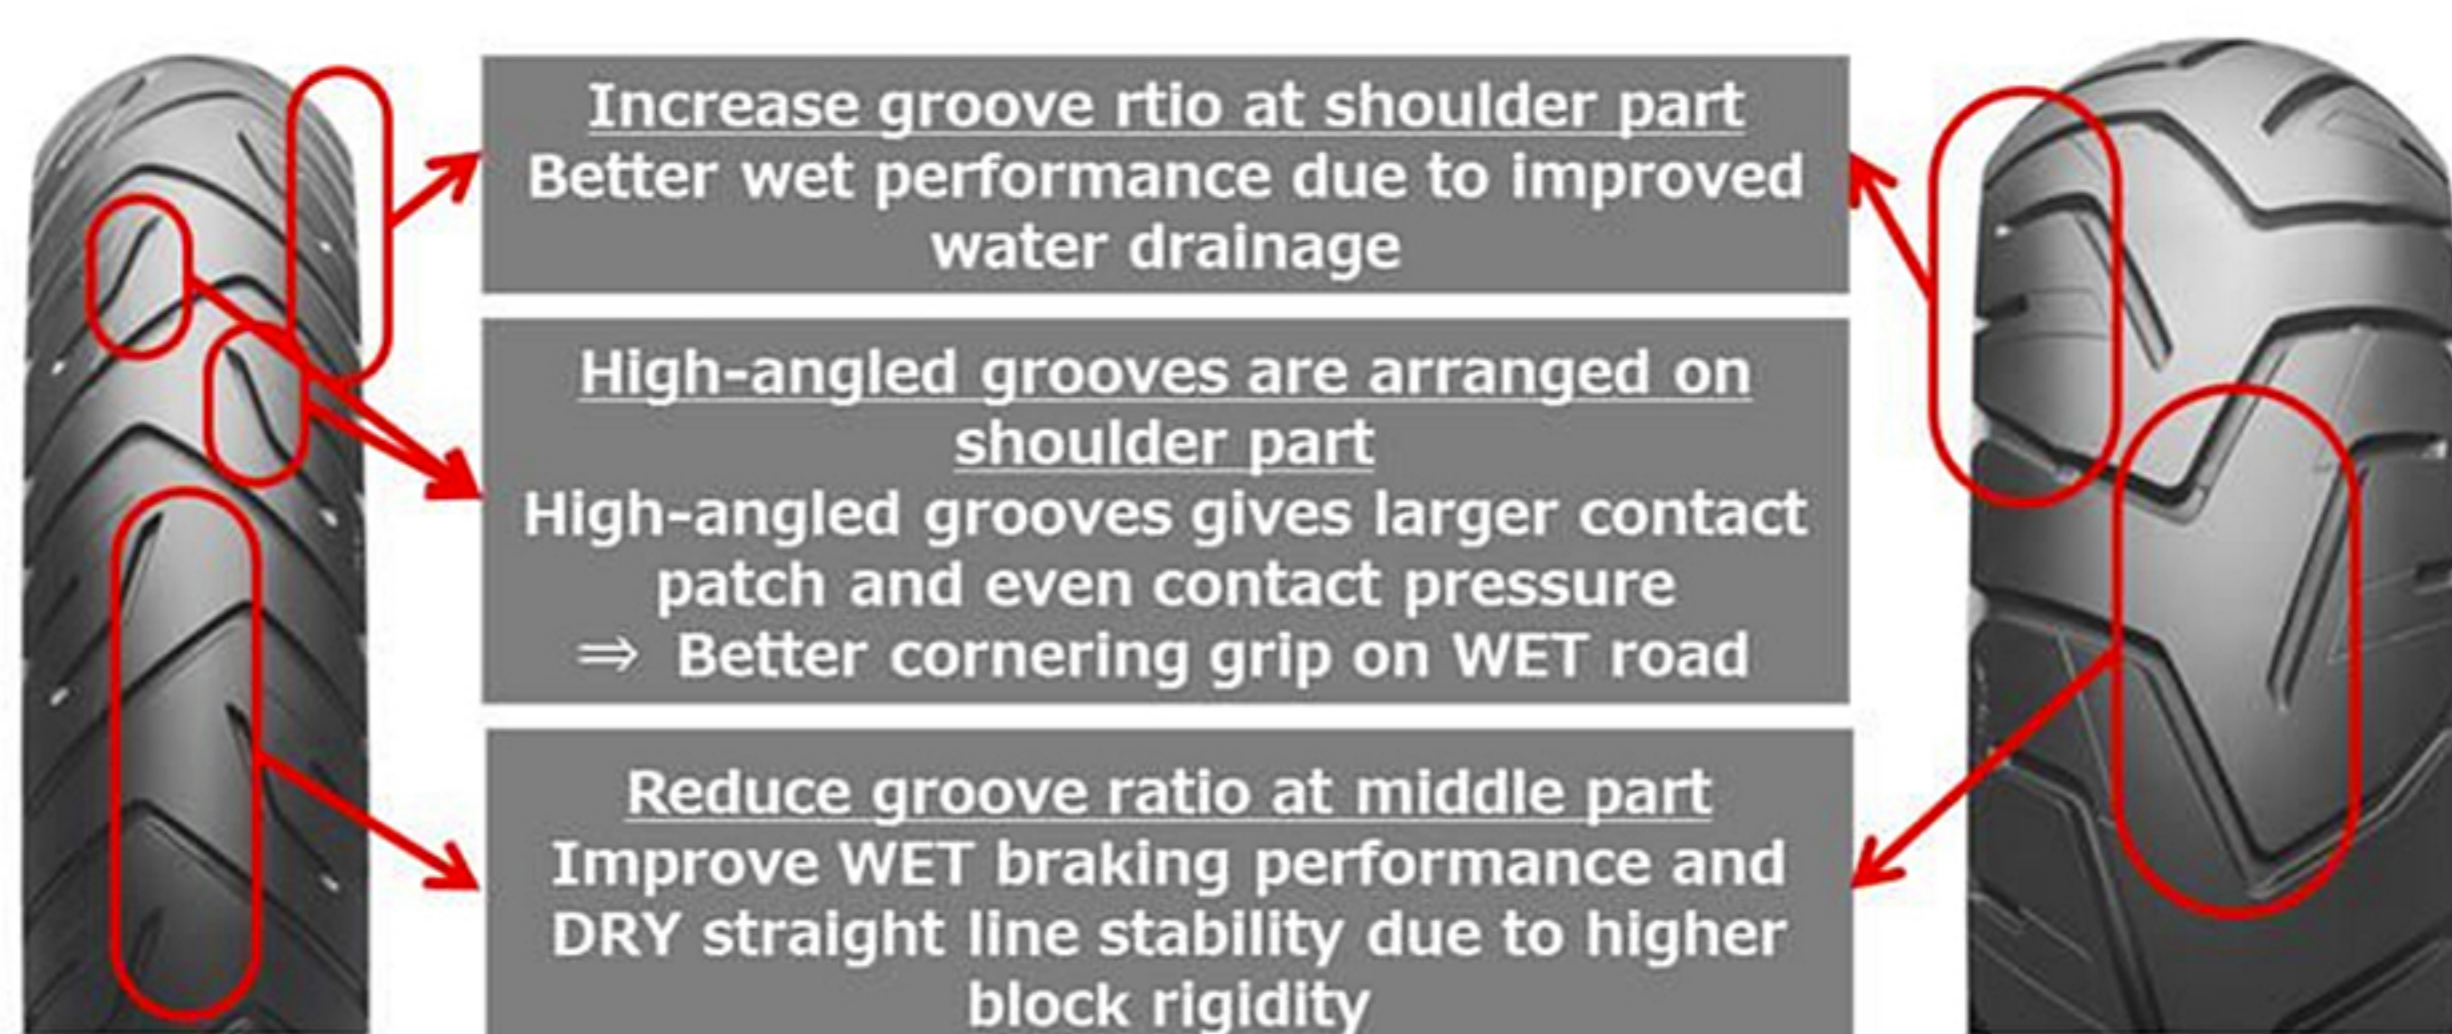 Increase groove rtio at shoulder part
Better wet performance due to improved
water drainage
High-angled grooves are arranged on
shoulder part
High-angled grooves gives larger contact
patch and even contact pressure
⇒ Better cornering grip on WET road
Reduce groove ratio at middle part
Improve WET braking performance and
DRY straight line stability due to higher
block rigidity